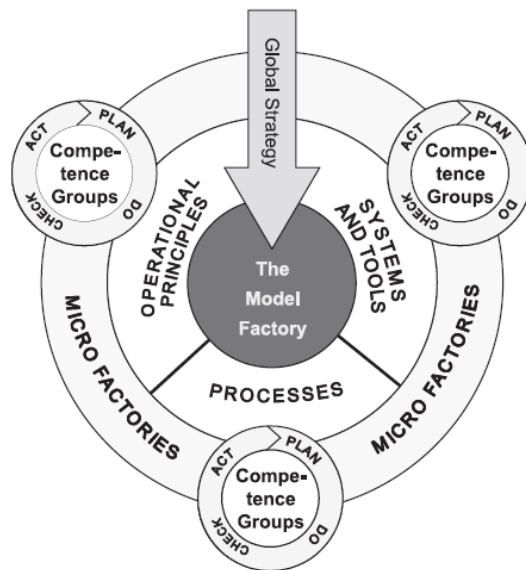 Global Strategy
ACT
PLAN
DO
CHECK
Compe-
tence
Groups
ACT
PLAN
DO
CHECK
Compe-
tence
Groups
OPERATIONAL
PRINCIPLES
SYSTEMS
AND TOOLS
The
Model
Factory
PROCESSES
MICRO FACTORIES
MICRO FACTORIES
ACT
PLAN
DO
CHECK
Compe-
tence
Groups